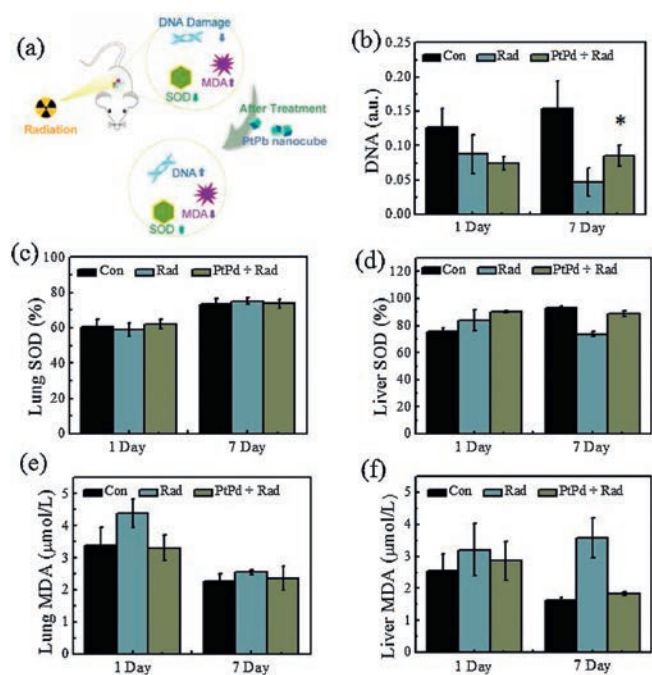 (a)
DNA Damage
MDA
SOD
Radiation
After Treatment
PtPb nanocube
DNA
MDA
SOD
(b)
Con Rad PtPd + Rad
DNA (a.u.)
0.25
0.20
0.15
0.10
0.05
0.00
*
1 Day 7 Day
(c)
Con Rad PtPd + Rad
Lung SOD (%)
100
80
60
40
20
0
1 Day 7 Day
(d)
Con Rad PtPd + Rad
Liver SOD (%)
120
100
80
60
40
20
0
1 Day 7 Day
(e)
Con Rad PtPd + Rad
Lung MDA (μmol/L)
5
4
3
2
1
0
1 Day 7 Day
(f)
Con Rad PtPd + Rad
Liver MDA (μmol/L)
5
4
3
2
1
0
1 Day 7 Day